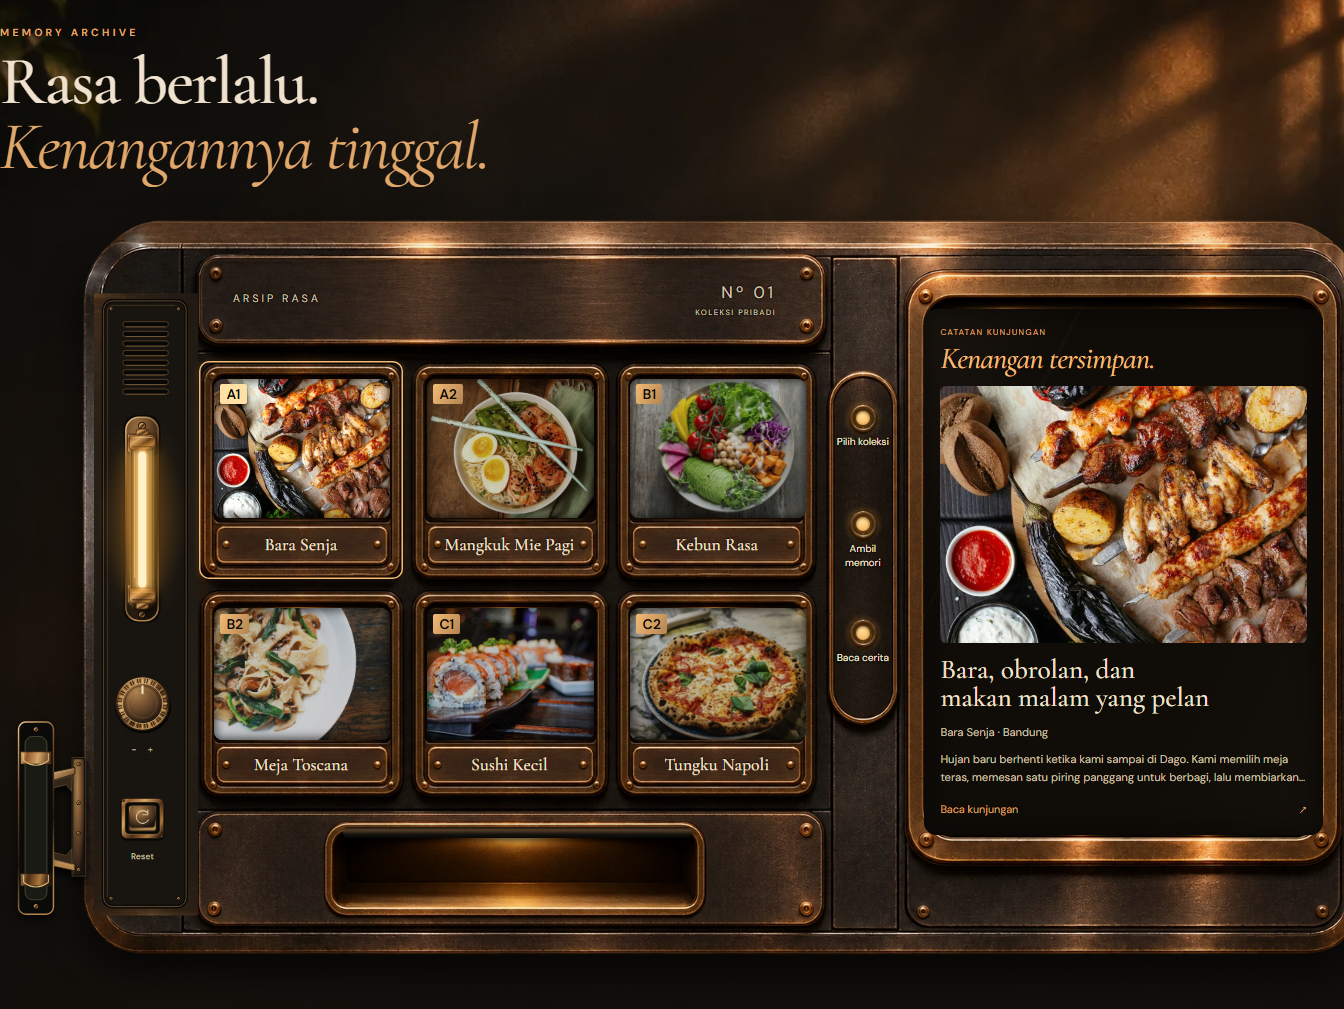 MEMORY ARCHIVE
Rasa berlalu.
Kenangannya tinggal.
ARSIP RASA
Nº 01
KOLEKSI PRIBADI
A1
Bara Senja
A2
Mangkuk Mie Pagi
B1
Kebun Rasa
B2
Meja Toscana
C1
Sushi Kecil
C2
Tungku Napoli
- +
Reset
Pilih koleksi
Ambil
memori
Baca cerita
CATATAN KUNJUNGAN
Kenangan tersimpan.
Bara, obrolan, dan
makan malam yang pelan
Bara Senja · Bandung
Hujan baru berhenti ketika kami sampai di Dago. Kami memilih meja
teras, memesan satu piring panggang untuk berbagi, lalu membiarkan...
Baca kunjungan ↗